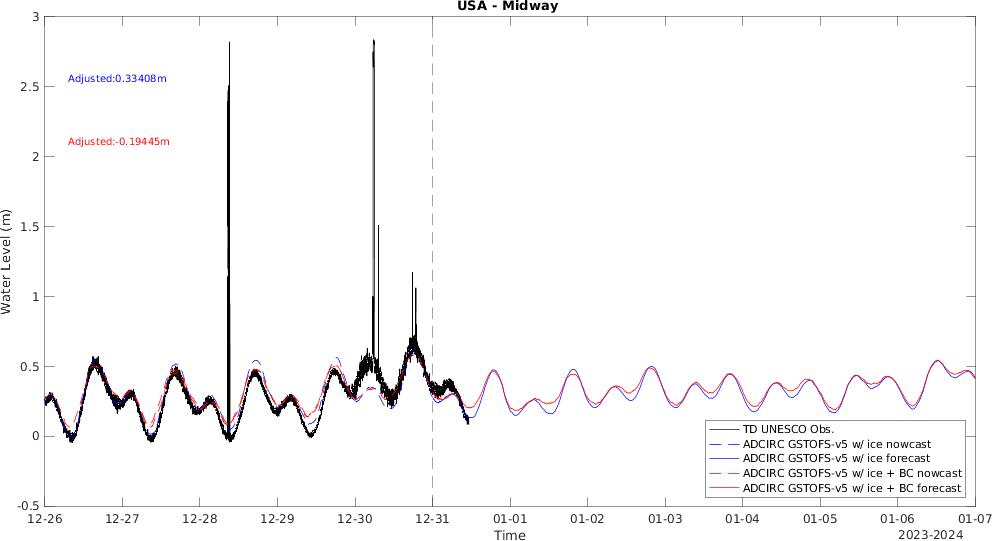 USA - Midway
3
2.5
2
1.5
1
0.5
0
-0.5
Water Level (m)
Adjusted:0.33408m
Adjusted:-0.19445m
TD UNESCO Obs.
ADCIRC GSTOFS-v5 w/ ice nowcast
ADCIRC GSTOFS-v5 w/ ice forecast
ADCIRC GSTOFS-v5 w/ ice + BC nowcast
ADCIRC GSTOFS-v5 w/ ice + BC forecast
12-26 12-27 12-28 12-29 12-30 12-31 01-01 01-02 01-03 01-04 01-05 01-06 01-07
Time
2023-2024